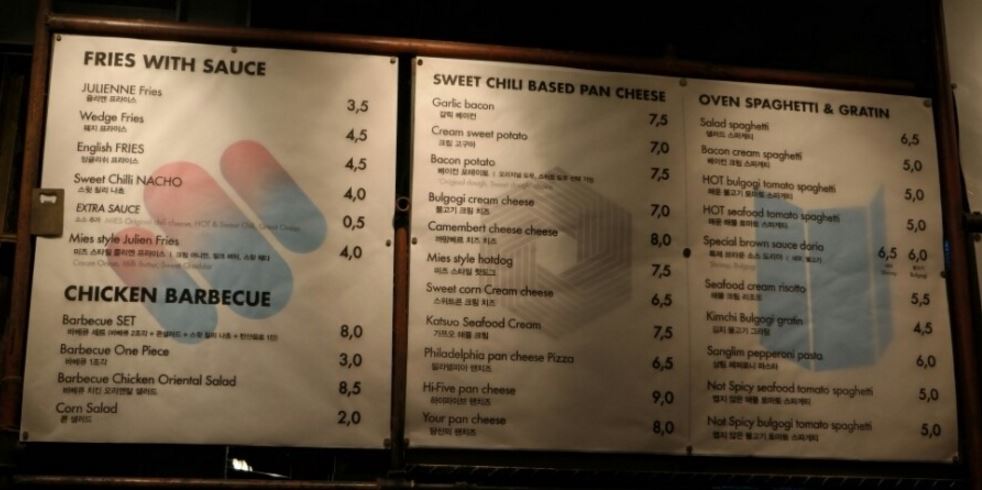 FRIES WITH SAUCE
JULIENNE Fries 3,5
쥴리엔 프라이스
Wedge Fries 4,5
웨지 프라이스
English FRIES 4,5
잉글리쉬 프라이스
Sweet Chilli NACHO 4,0
스윗 칠리 나쵸
EXTRA SAUCE 0,5
소스 추가
Mies style Julien Fries 4,0
미즈 스타일 쥴리엔 프라이스
CHICKEN BARBECUE
Barbecue SET 8,0
바베큐 세트
Barbecue One Piece 3,0
바베큐 1조각
Barbecue Chicken Oriental Salad 8,5
바베큐 치킨 오리엔탈 샐러드
Corn Salad 2,0
콘 샐러드
SWEET CHILI BASED PAN CHEESE
Garlic bacon 7,5
갈릭 베이컨
Cream sweet potato 7,0
크림 고구마
Bacon potato 7,5
베이컨 포테이토
Bulgogi cream cheese 7,0
불고기 크림 치즈
Camembert cheese cheese 8,0
까망베르 치즈 치즈
Mies style hotdog 7,5
미즈 스타일 핫도그
Sweet corn Cream cheese 6,5
스위트콘 크림 치즈
Katsuo Seafood Cream 7,5
가쯔오 해물 크림
Philadelphia pan cheese Pizza 6,5
필라델피아 팬치즈
Hi-Five pan cheese 9,0
하이파이브 팬치즈
Your pan cheese 8,0
당신의 팬치즈
OVEN SPAGHETTI & GRATIN
Salad spaghetti 6,5
샐러드 스파게티
Bacon cream spaghetti 5,0
베이컨 크림 스파게티
HOT bulgogi tomato spaghetti 5,0
매운 불고기 토마토 스파게티
HOT seafood tomato spaghetti 5,0
매운 해물 토마토 스파게티
Special brown sauce doria 6,5 6,0
특제 브라운 소스 도리아
Seafood cream risotto 5,5
해물 크림 리조또
Kimchi Bulgogi gratin 4,5
김치 불고기 그라탕
Sanglim pepperoni pasta 6,0
상림 페퍼로니 파스타
Not Spicy seafood tomato spaghetti 5,0
맵지 않은 해물 토마토 스파게티
Not Spicy bulgogi tomato spaghetti 5,0
맵지 않은 불고기 토마토 스파게티